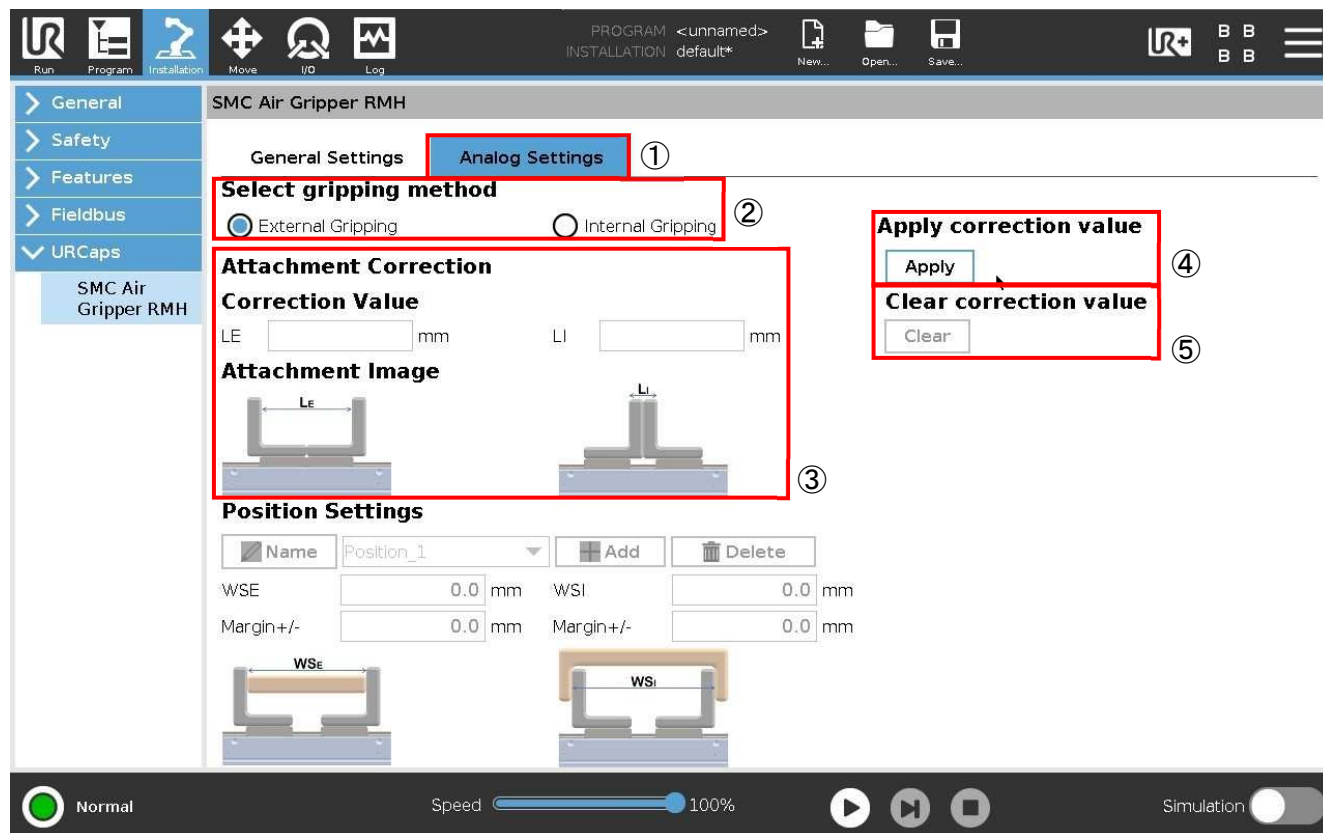 PROGRAM <unnamed>
INSTALLATION default*
UR
Run
Program
Installation
Move
I/O
Log
New...
Open...
Save...
UR+
B B
B B
General
Safety
Features
Fieldbus
URCaps
SMC Air
Gripper RMH
SMC Air Gripper RMH
General Settings
Analog Settings
①
Select gripping method
External Gripping
Internal Gripping
②
Attachment Correction
Correction Value
LE mm
LI mm
Attachment Image
LE
LI
③
Apply correction value
Apply
④
Clear correction value
Clear
⑤
Position Settings
Name
Position_1
Add
Delete
WSE 0.0 mm WSI 0.0 mm
Margin+/- 0.0 mm Margin+/- 0.0 mm
WSE
WSI
Normal
Speed 100%
Simulation